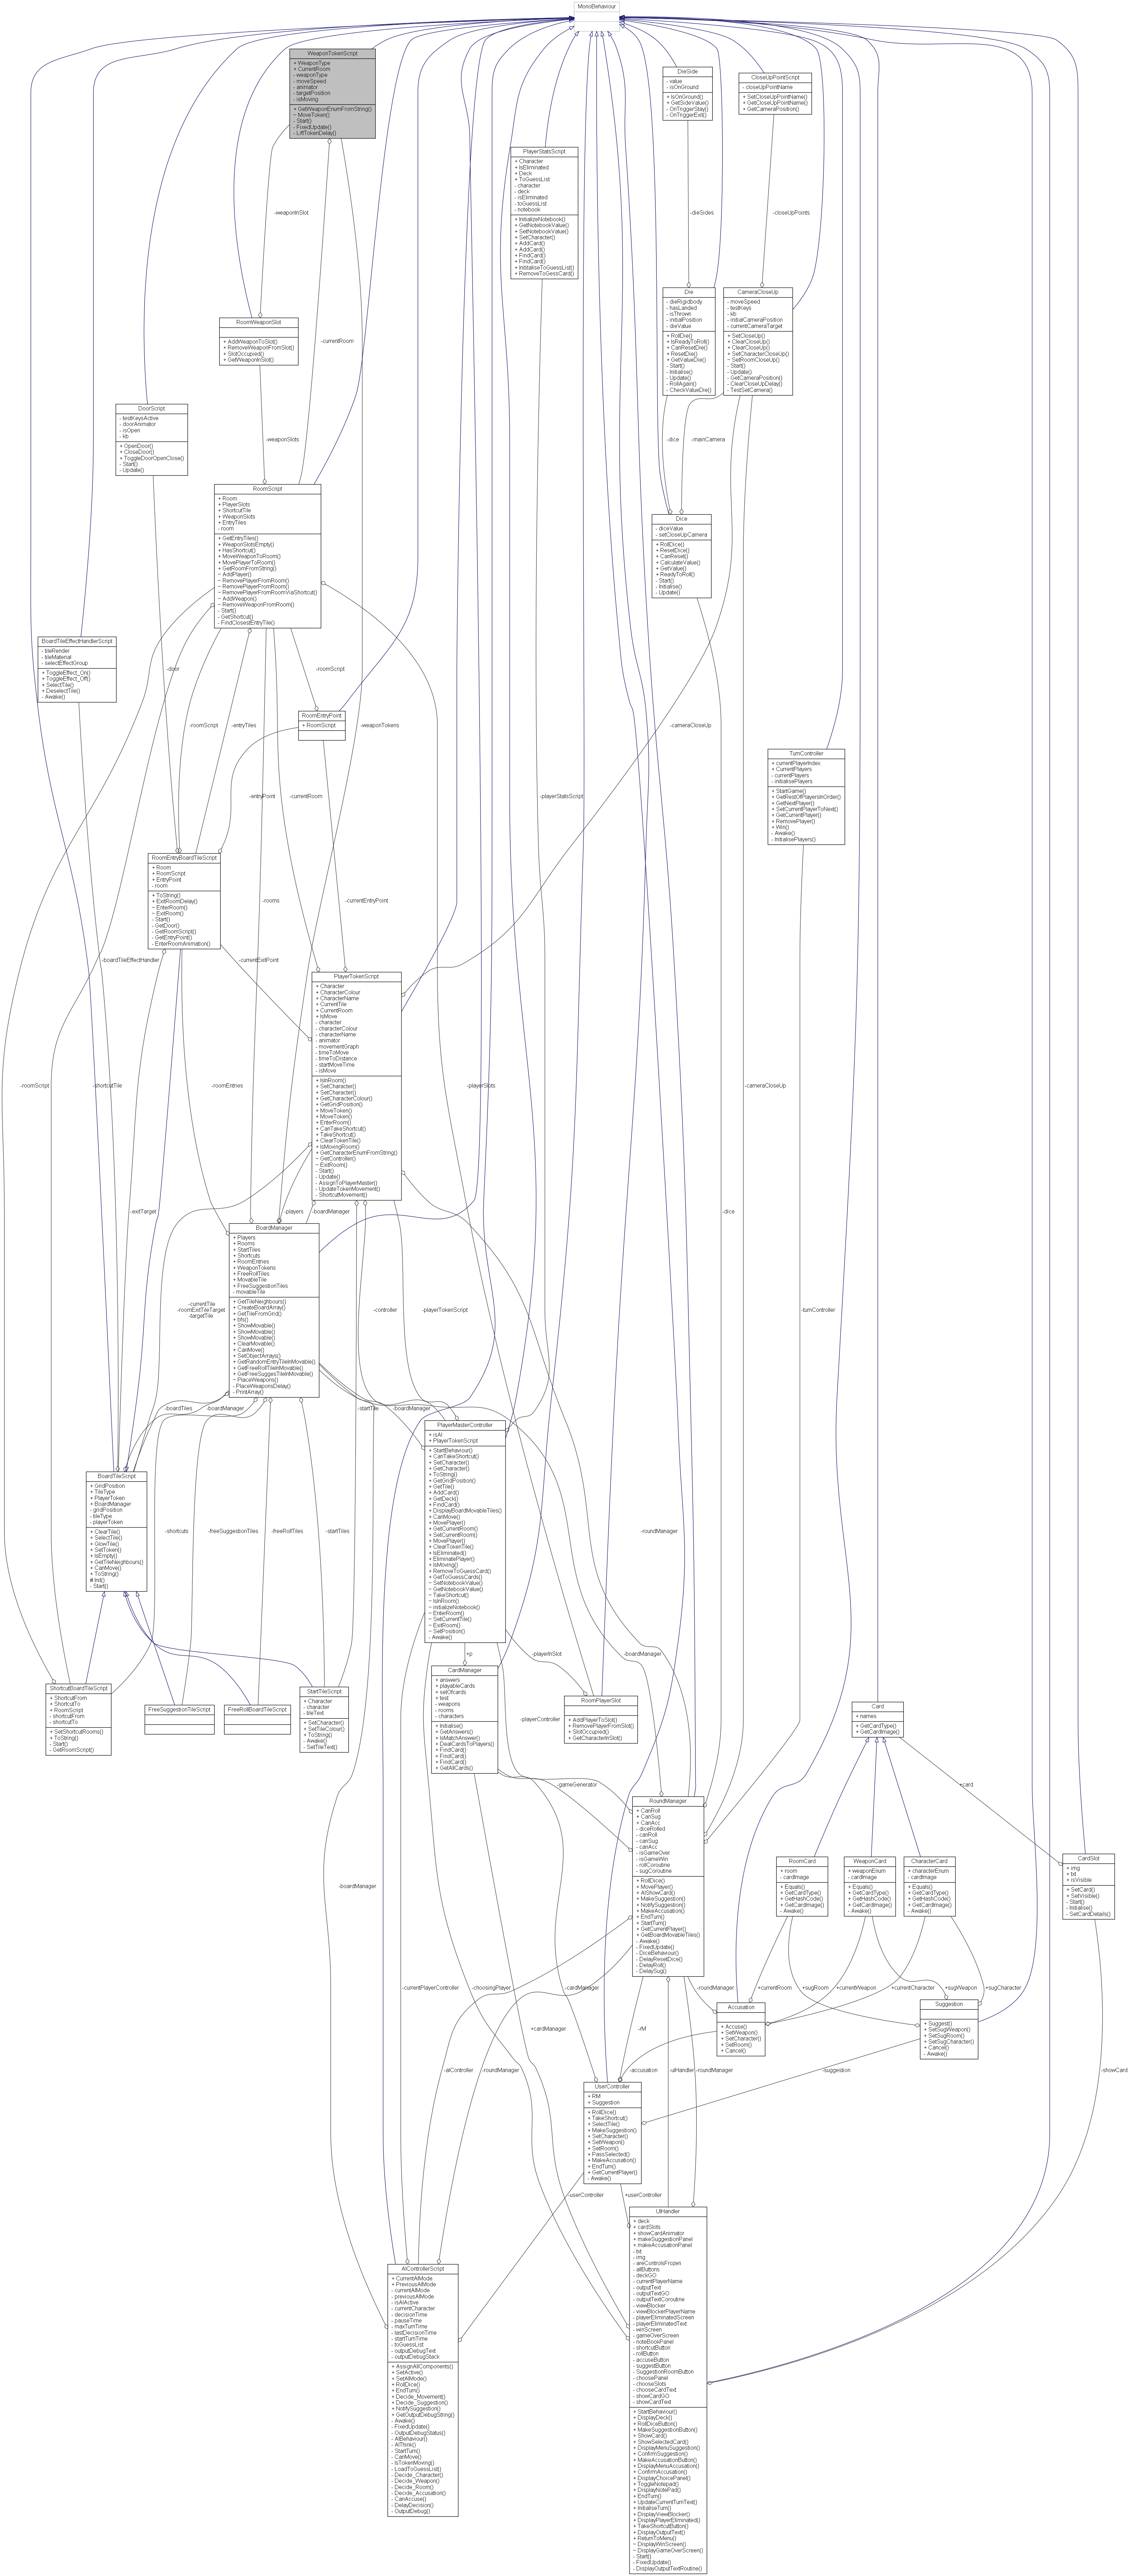 MonoBehaviour
WeaponTokenScript
+ WeaponType
+ CurrentRoom
- weaponType
- moveSpeed
- animator
- targetPosition
- isMoving
+ GetWeaponEnumFromString()
~ MoveToken()
- Start()
- FixedUpdate()
- LiftTokenDelay()
DieSide
- value
- isOnGround
+ IsOnGround()
+ GetSideValue()
- OnTriggerStay()
- OnTriggerExit()
CloseUpPointScript
- closeUpPointName
+ SetCloseUpPointName()
+ GetCloseUpPointName()
+ GetCameraPosition()
PlayerStatsScript
+ Character
+ IsEliminated
+ Deck
+ ToGuessList
- character
- deck
- isEliminated
- toGuessList
- notebook
+ InitializeNotebook()
+ GetNotebookValue()
+ SetNotebookValue()
+ SetCharacter()
+ AddCard()
+ AddCard()
+ FindCard()
+ FindCard()
+ InititaliseToGuessList()
+ RemoveToGessCard()
-weaponInSlot
-dieSides
-closeUpPoints
RoomWeaponSlot
+ AddWeaponToSlot()
+ RemoveWeaponFromSlot()
+ SlotOccupied()
+ GetWeaponInSlot()
-currentRoom
Die
- dieRigidbody
- hasLanded
- isThrown
- initialPosition
- dieValue
+ RollDie()
+ IsReadyToRoll()
+ CanResetDie()
+ ResetDie()
+ GetValueDie()
- Start()
- Initialise()
- Update()
- RollAgain()
- CheckValueDie()
CameraCloseUp
- moveSpeed
- testKeys
- kb
- initialCameraPosition
- currentCameraTarget
+ SetCloseUp()
+ ClearCloseUp()
+ ClearCloseUp()
+ SetCharacterCloseUp()
~ SetRoomCloseUp()
- Start()
- Update()
- GetCameraPosition()
- ClearCloseUpDelay()
- TestSetCamera()
DoorScript
- testKeysActive
- doorAnimator
- isOpen
- kb
+ OpenDoor()
+ CloseDoor()
+ ToggleDoorOpenClose()
- Start()
- Update()
-weaponSlots
-dice
-mainCamera
RoomScript
+ Room
+ PlayerSlots
+ ShortcutTile
+ WeaponSlots
+ EntryTiles
- room
+ GetEntryTiles()
+ WeaponSlotsEmpty()
+ HasShortcut()
+ MoveWeaponToRoom()
+ MovePlayerToRoom()
+ GetRoomFromString()
~ AddPlayer()
~ RemovePlayerFromRoom()
~ RemovePlayerFromRoom()
~ RemovePlayerFromRoomViaShortcut()
~ AddWeapon()
~ RemoveWeaponFromRoom()
- Start()
- GetShortcut()
- FindClosestEntryTile()
Dice
- diceValue
- setCloseUpCamera
+ RollDice()
+ ResetDice()
+ CanReset()
+ CalculateValue()
+ GetValue()
+ ReadyToRoll()
- Start()
- Initialise()
- Update()
BoardTileEffectHandlerScript
- tileRender
- tileMaterial
- selectEffectGroup
+ ToggleEffect_On()
+ ToggleEffect_Off()
+ SelectTile()
+ DeselectTile()
- Awake()
-door
-roomScript
RoomEntryPoint
+ RoomScript
-roomScript
-entryTiles
-weaponTokens
-cameraCloseUp
TurnController
+ currentPlayerIndex
+ CurrentPlayers
- currentPlayers
- initialisePlayers
+ StartGame()
+ GetRestOfPlayersInOrder()
+ GetNextPlayer()
+ SetCurrentPlayerToNext()
+ GetCurrentPlayer()
+ RemovePlayer()
+ Win()
- Awake()
- InitialisePlayers()
-entryPoint
-currentRoom
-playerStatsScript
RoomEntryBoardTileScript
+ Room
+ RoomScript
+ EntryPoint
- room
+ ToString()
+ ExitRoomDelay()
~ EnterRoom()
~ ExitRoom()
- Start()
- GetDoor()
- GetRoomScript()
- GetEntryPoint()
- EnterRoomAnimation()
-rooms
-currentEntryPoint
-boardTileEffectHandler
-currentExitPoint
PlayerTokenScript
+ Character
+ CharacterColour
+ CharacterName
+ CurrentTile
+ CurrentRoom
+ IsMove
- character
- characterColour
- characterName
- animator
- movementGraph
- timeToMove
- timeToDistance
- startMoveTime
- isMove
+ IsInRoom()
+ SetCharacter()
+ SetCharacter()
+ GetCharacterColour()
+ GetGridPosition()
+ MoveToken()
+ MoveToken()
+ EnterRoom()
+ CanTakeShortcut()
+ TakeShortcut()
+ ClearTokenTile()
+ IsMovingRoom()
+ GetCharacterEnumFromString()
~ GetController()
~ ExitRoom()
- Start()
- Update()
- AssignToPlayerMaster()
- UpdateTokenMovement()
- ShortcutMovement()
-roomScript
-shortcutTile
-roomEntries
-playerSlots
-cameraCloseUp
-exitTarget
-players
-boardManager
-dice
BoardManager
+ Players
+ Rooms
+ StartTiles
+ Shortcuts
+ RoomEntries
+ WeaponTokens
+ FreeRollTiles
+ MovableTile
+ FreeSuggestionTiles
- movableTile
+ GetTileNeighbours()
+ CreateBoardArray()
+ GetTileFromGrid()
+ bfs()
+ ShowMovable()
+ ShowMovable()
+ ShowMovable()
+ ClearMovable()
+ CanMove()
+ SetObjectArrays()
+ GetRandomEntryTileInMovable()
+ GetFreeRollTileInMovable()
+ GetFreeSuggesTileInMovable()
~ PlaceWeapons()
- PlaceWeaponsDelay()
- PrintArray()
-currentTile
-roomExitTileTarget
-targetTile
-controller
-playerTokenScript
-turnController
-boardTiles
-boardManager
-startTile
-boardManager
PlayerMasterController
+ isAI
+ PlayerTokenScript
+ StartBehaviour()
+ CanTakeShortcut()
+ SetCharacter()
+ GetCharacter()
+ ToString()
+ GetGridPosition()
+ GetTile()
+ AddCard()
+ GetDeck()
+ FindCard()
+ DisplayBoardMovableTiles()
+ CanMove()
+ MovePlayer()
+ GetCurrentRoom()
+ SetCurrentRoom()
+ MovePlayer()
+ ClearTokenTile()
+ IsEliminated()
+ EliminatePlayer()
+ IsMoving()
+ RemoveToGuessCard()
+ GetToGuessCards()
~ SetNotebookValue()
~ GetNotebookValue()
~ TakeShortcut()
~ IsInRoom()
~ initializeNotebook()
~ EnterRoom()
~ SetCurrentTile()
~ ExitRoom()
~ SetPosition()
- Awake()
BoardTileScript
+ GridPosition
+ TileType
+ PlayerToken
+ BoardManager
- gridPosition
- tileType
- playerToken
+ ClearTile()
+ SelectTile()
+ GlowTile()
+ SetToken()
+ IsEmpty()
+ GetTileNeighbours()
+ CanMove()
+ ToString()
# Init()
- Start()
-shortcuts
-freeSuggestionTiles
-freeRollTiles
-startTiles
-roundManager
+p
-playerInSlot
-boardManager
ShortcutBoardTileScript
+ ShortcutFrom
+ ShortcutTo
+ RoomScript
- shortcutFrom
- shortcutTo
+ SetShortcutRooms()
+ ToString()
- Start()
- GetRoomScript()
FreeSuggestionTileScript
FreeRollBoardTileScript
StartTileScript
+ Character
- character
- tileText
+ SetCharacter()
+ SetTileColour()
+ ToString()
- Awake()
- SetTileText()
CardManager
+ answers
+ playableCards
+ setOfcards
+ test
- weapons
- rooms
- characters
+ Initialise()
+ GetAnswers()
+ IsMatchAnswer()
+ DealCardsToPlayers()
+ FindCard()
+ FindCard()
+ FindCard()
+ GetAllCards()
RoomPlayerSlot
+ AddPlayerToSlot()
+ RemovePlayerFromSlot()
+ SlotOccupied()
+ GetCharacterInSlot()
Card
+ names
+ GetCardType()
+ GetCardImage()
-playerController
-gameGenerator
+card
RoundManager
+ CanRoll
+ CanSug
+ CanAcc
- diceRolled
- canRoll
- canSug
- canAcc
- isGameOver
- isGameWin
- rollCoroutine
- sugCoroutine
+ RollDice()
+ MovePlayer()
+ AIShowCard()
+ MakeSuggestion()
+ NotifySuggestion()
+ MakeAccusation()
+ EndTurn()
+ StartTurn()
+ GetCurrentPlayer()
+ GetBoardMovableTiles()
- Awake()
- FixedUpdate()
- DiceBehaviour()
- DelayResetDice()
- DelayRoll()
- DelaySug()
RoomCard
+ room
- cardImage
+ Equals()
+ GetCardType()
+ GetHashCode()
+ GetCardImage()
- Awake()
WeaponCard
+ weaponEnum
- cardImage
+ Equals()
+ GetCardType()
+ GetHashCode()
+ GetCardImage()
- Awake()
CharacterCard
+ characterEnum
- cardImage
+ Equals()
+ GetCardType()
+ GetHashCode()
+ GetCardImage()
- Awake()
CardSlot
+ img
+ txt
+ isVisible
+ SetCard()
+ SetVisible()
- Start()
- Initialise()
- SetCardDetails()
-boardManager
-currentPlayerController
-choosingPlayer
-cardManager
-roundManager
+currentRoom
+sugRoom
+currentWeapon
+currentCharacter
+sugWeapon
+sugCharacter
Accusation
+ Accuse()
+ SetWeapon()
+ SetCharacter()
+ SetRoom()
+ Cancel()
Suggestion
+ Suggest()
+ SetSugWeapon()
+ SetSugRoom()
+ SetSugCharacter()
+ Cancel()
- Awake()
+cardManager
-rM
-aIController
-roundManager
-accusation
-uIHandler
-roundManager
-suggestion
-showCard
UserController
+ RM
+ Suggestion
+ RollDice()
+ TakeShortcut()
+ SelectTile()
+ MakeSuggestion()
+ SetCharacter()
+ SetWeapon()
+ SetRoom()
+ PassSelected()
+ MakeAccusation()
+ EndTurn()
+ GetCurrentPlayer()
- Awake()
-userController
+userController
AIControllerScript
+ CurrentAIMode
+ PreviousAIMode
- currentAIMode
- previousAIMode
- isAIActive
- currentCharacter
- decisionTime
- pauseTime
- maxTurnTime
- lastDecisionTime
- startTurnTime
- toGuessList
- outputDebugText
- outputDebugStack
+ AssignAllComponents()
+ SetActive()
+ SetAIMode()
+ RollDice()
+ EndTurn()
+ Decide_Movement()
+ Decide_Suggestion()
+ NotifySuggestion()
+ GetOutputDebugString()
- Awake()
- FixedUpdate()
- OutputDebugStatus()
- AIBehaviour()
- AIThink()
- StartTurn()
- CanMove()
- IsTokenMoving()
- LoadToGuessList()
- Decide_Character()
- Decide_Weapon()
- Decide_Room()
- Decide_Accusation()
- CanAccuse()
- DelayDecision()
- OutputDebug()
UIHandler
+ deck
+ cardSlots
+ showCardAnimator
+ makeSuggestionPanel
+ makeAccusationPanel
- txt
- img
- areControlsFrozen
- allButtons
- deckGO
- currentPlayerName
- outputText
- outputTextGO
- outputTextCoroutine
- viewBlocker
- viewBlockerPlayerName
- playerEliminatedScreen
- playerEliminatedText
- winScreen
- gameOverScreen
- noteBookPanel
- shortcutButton
- rollButton
- accuseButton
- suggestButton
- SuggestionRoomButton
- choosePanel
- chooseSlots
- chooseCardText
- showCardGO
- showCardText
+ StartBehaviour()
+ DisplayDeck()
+ RollDiceButton()
+ MakeSuggestionButton()
+ ShowCard()
+ ShowSelectedCard()
+ DisplayMenuSuggestion()
+ ConfirmSuggestion()
+ MakeAccusationButton()
+ DisplayMenuAccusation()
+ ConfirmAccusation()
+ DisplayChoicePanel()
+ ToggleNotepad()
+ DisplayNotePad()
+ EndTurn()
+ UpdateCurrentTurnText()
+ InitialiseTurn()
+ DisplayViewBlocker()
+ DisplayPlayerEliminated()
+ TakeShortcutButton()
+ DisplayOutputText()
+ ReturnToMenu()
~ DisplayWinScreen()
~ DisplayGameOverScreen()
- Start()
- FixedUpdate()
- DisplayOutputTextRoutine()